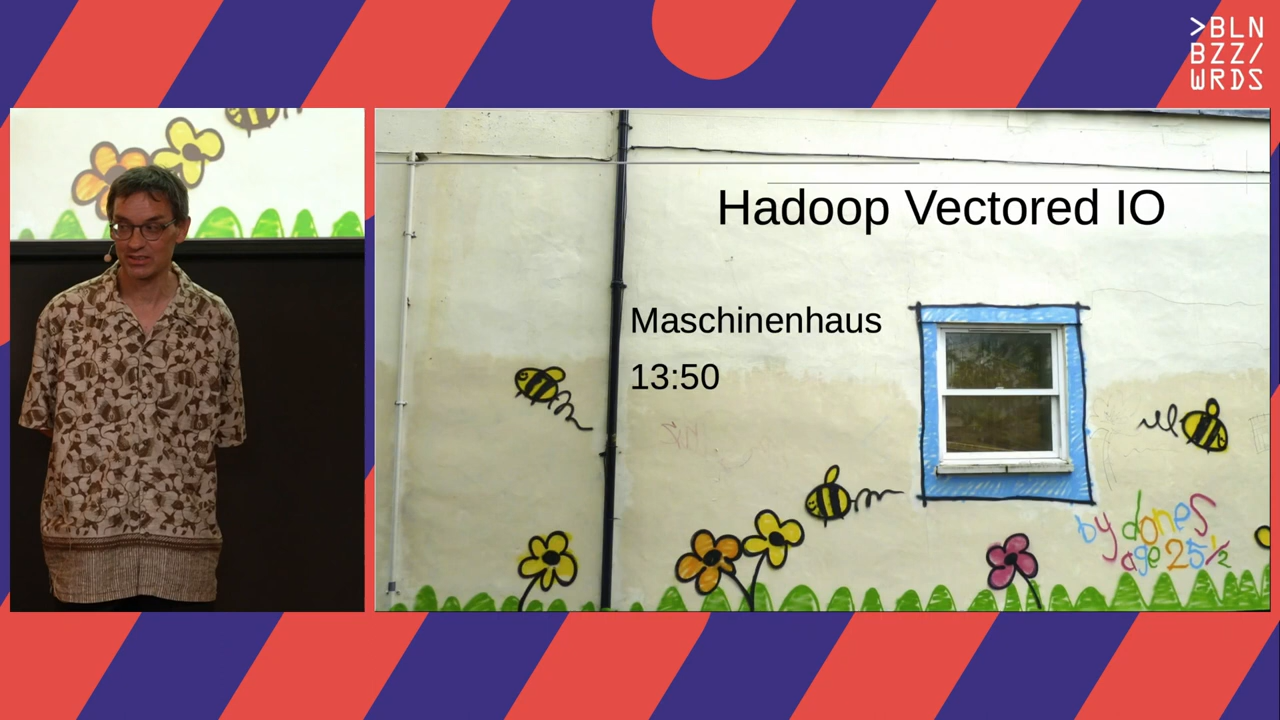 >BLN
BZZ/
WRDS
Hadoop Vectored IO
Maschinenhaus
13:50
by dones
age 25½